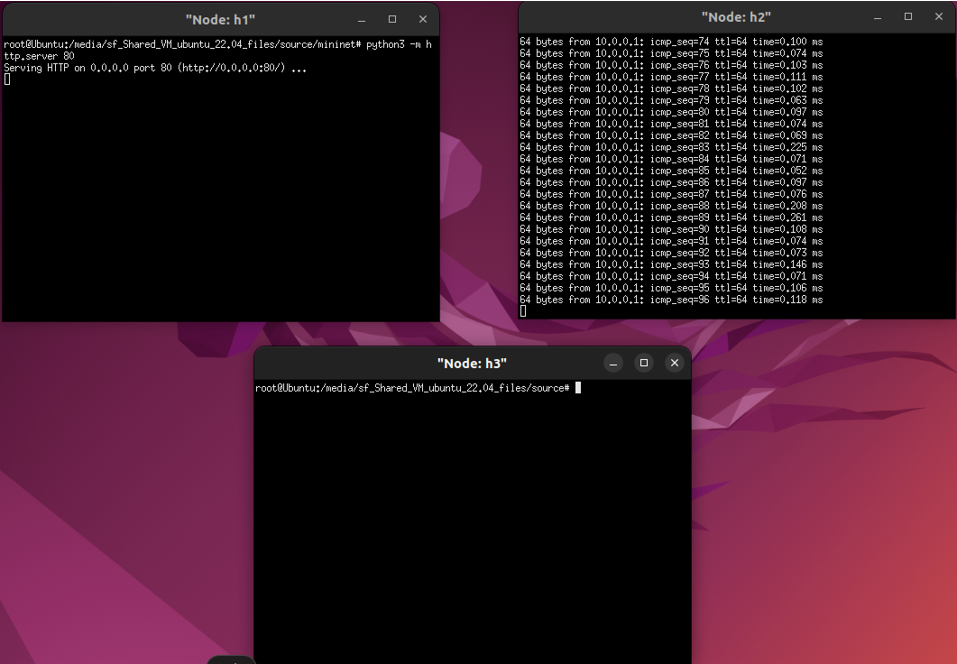 "Node: h1"
root@Ubuntu:/media/sf_Shared_VM_ubuntu_22.04_files/source/mininet# python3 -m h
ttp.server 80
Serving HTTP on 0.0.0.0 port 80 (http://0.0.0.0:80/) ...
"Node: h2"
64 bytes from 10.0.0.1: icmp_seq=74 ttl=64 time=0.100 ms
64 bytes from 10.0.0.1: icmp_seq=75 ttl=64 time=0.074 ms
64 bytes from 10.0.0.1: icmp_seq=76 ttl=64 time=0.103 ms
64 bytes from 10.0.0.1: icmp_seq=77 ttl=64 time=0.111 ms
64 bytes from 10.0.0.1: icmp_seq=78 ttl=64 time=0.102 ms
64 bytes from 10.0.0.1: icmp_seq=79 ttl=64 time=0.063 ms
64 bytes from 10.0.0.1: icmp_seq=80 ttl=64 time=0.097 ms
64 bytes from 10.0.0.1: icmp_seq=81 ttl=64 time=0.074 ms
64 bytes from 10.0.0.1: icmp_seq=82 ttl=64 time=0.069 ms
64 bytes from 10.0.0.1: icmp_seq=83 ttl=64 time=0.225 ms
64 bytes from 10.0.0.1: icmp_seq=84 ttl=64 time=0.071 ms
64 bytes from 10.0.0.1: icmp_seq=85 ttl=64 time=0.052 ms
64 bytes from 10.0.0.1: icmp_seq=86 ttl=64 time=0.097 ms
64 bytes from 10.0.0.1: icmp_seq=87 ttl=64 time=0.076 ms
64 bytes from 10.0.0.1: icmp_seq=88 ttl=64 time=0.208 ms
64 bytes from 10.0.0.1: icmp_seq=89 ttl=64 time=0.261 ms
64 bytes from 10.0.0.1: icmp_seq=90 ttl=64 time=0.108 ms
64 bytes from 10.0.0.1: icmp_seq=91 ttl=64 time=0.074 ms
64 bytes from 10.0.0.1: icmp_seq=92 ttl=64 time=0.073 ms
64 bytes from 10.0.0.1: icmp_seq=93 ttl=64 time=0.146 ms
64 bytes from 10.0.0.1: icmp_seq=94 ttl=64 time=0.071 ms
64 bytes from 10.0.0.1: icmp_seq=95 ttl=64 time=0.106 ms
64 bytes from 10.0.0.1: icmp_seq=96 ttl=64 time=0.118 ms
"Node: h3"
root@Ubuntu:/media/sf_Shared_VM_ubuntu_22.04_files/source#